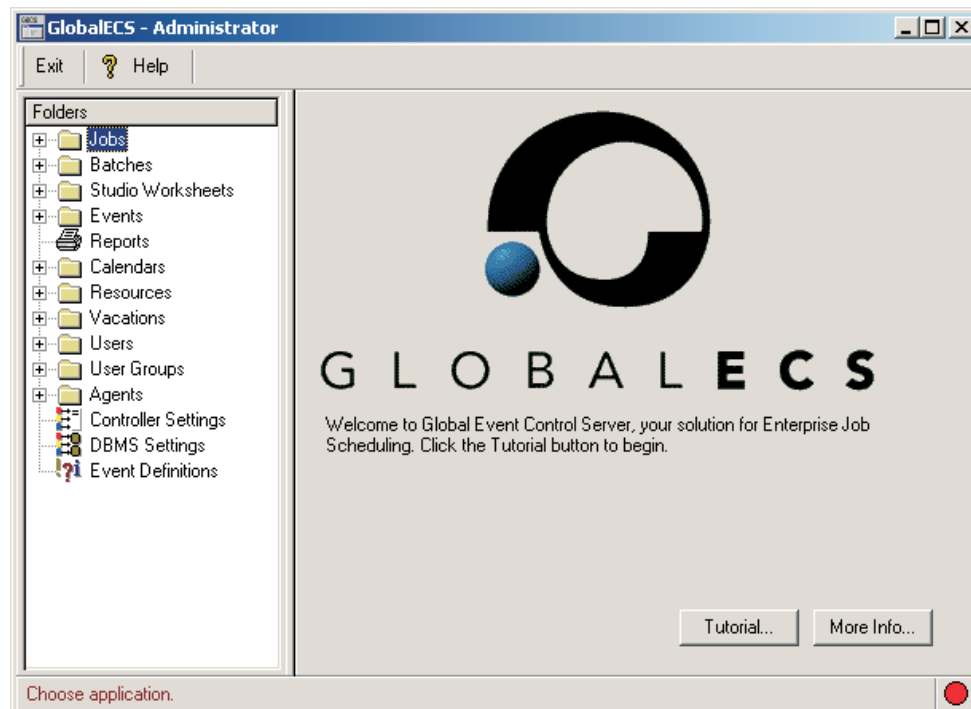 GlobalECS - Administrator
Exit
Help
Folders
Jobs
Batches
Studio Worksheets
Events
Reports
Calendars
Resources
Vacations
Users
User Groups
Agents
Controller Settings
DBMS Settings
Event Definitions
GLOBALECS
Welcome to Global Event Control Server, your solution for Enterprise Job
Scheduling. Click the Tutorial button to begin.
Tutorial...
More Info...
Choose application.